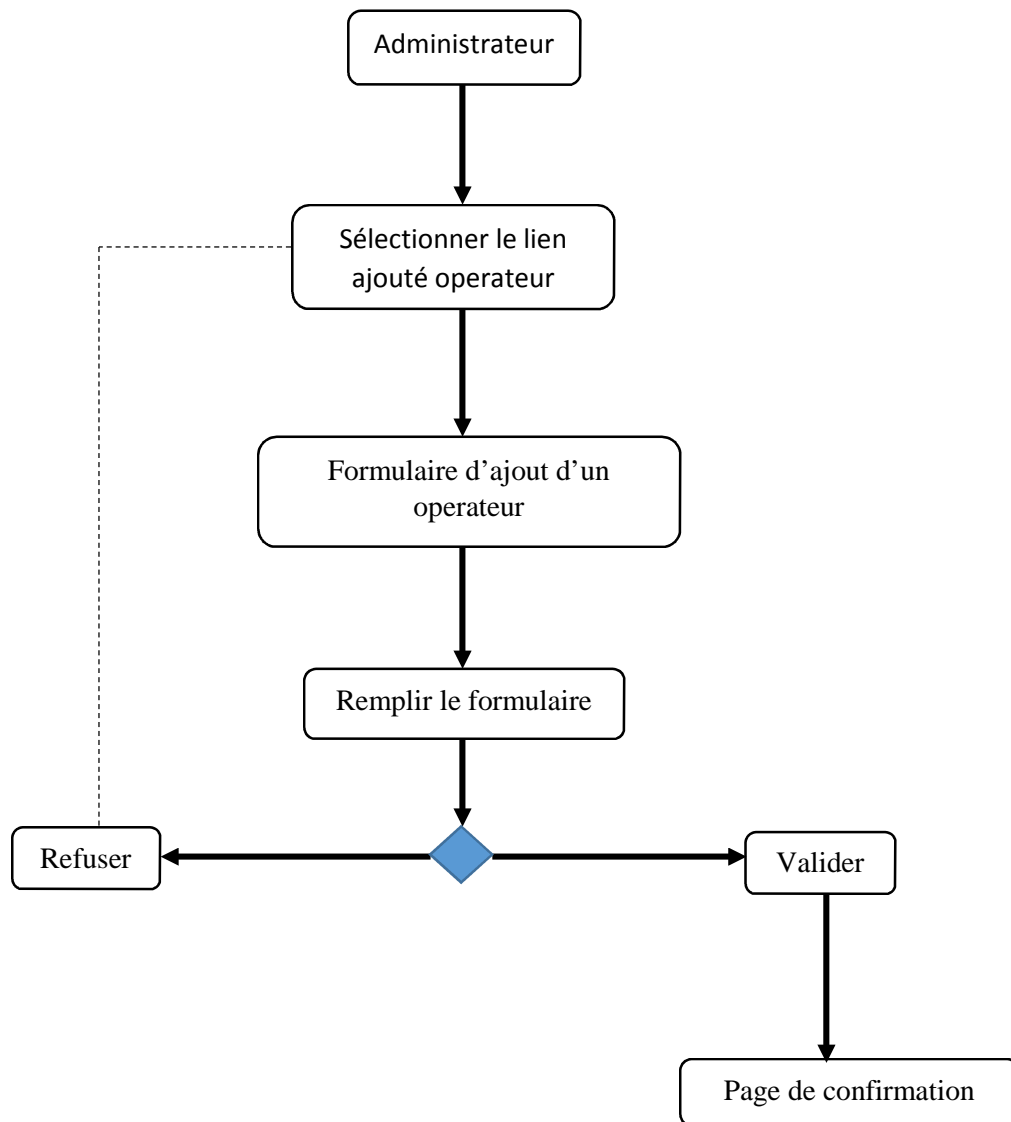 Administrateur
Sélectionner le lien
ajouté operateur
Formulaire d’ajout d’un
operateur
Remplir le formulaire
Refuser
Valider
Page de confirmation